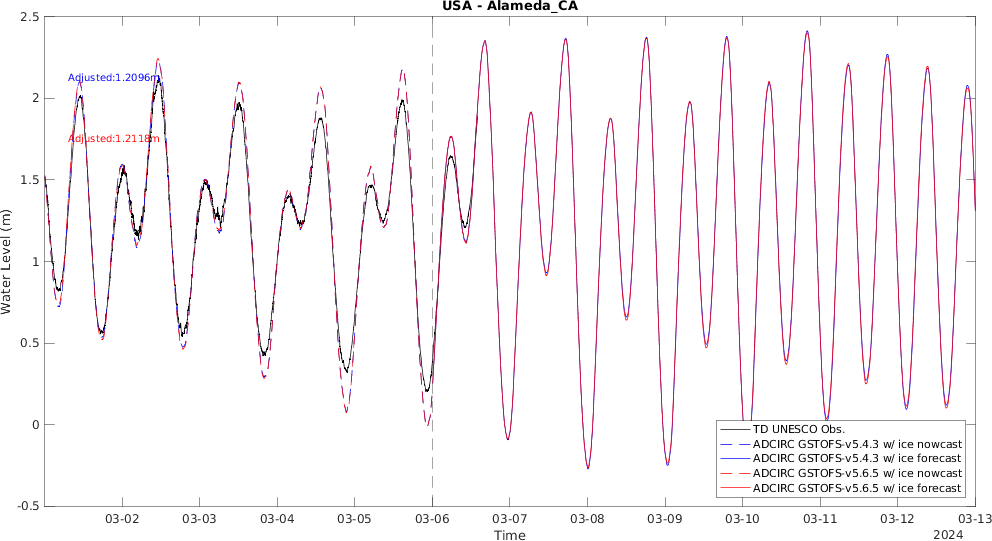 USA - Alameda_CA
2.5
2
1.5
1
0.5
0
-0.5
Water Level (m)
Adjusted:1.2096m
Adjusted:1.2118m
TD UNESCO Obs.
ADCIRC GSTOFS-v5.4.3 w/ ice nowcast
ADCIRC GSTOFS-v5.4.3 w/ ice forecast
ADCIRC GSTOFS-v5.6.5 w/ ice nowcast
ADCIRC GSTOFS-v5.6.5 w/ ice forecast
03-02 03-03 03-04 03-05 03-06 03-07 03-08 03-09 03-10 03-11 03-12 03-13
Time
2024